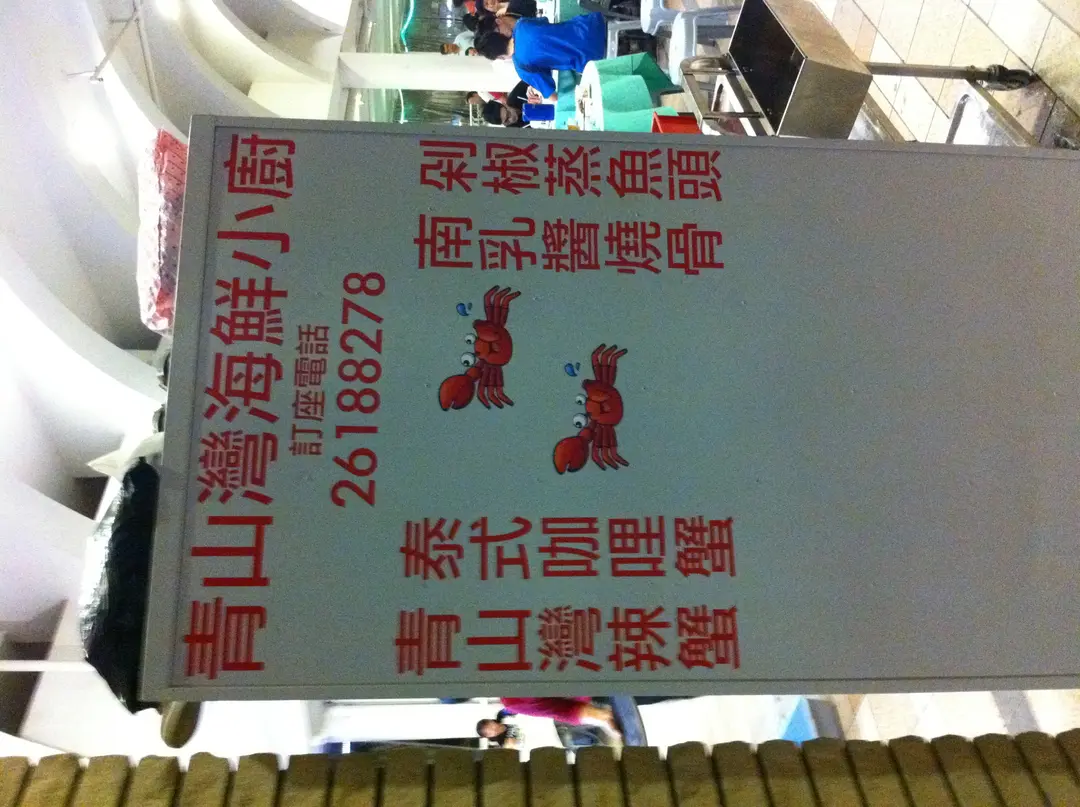 青山灣海鮮小廚
訂座電話
26188278
青山灣辣蟹
泰式咖哩蟹
南乳醬燒骨
剁椒蒸魚頭